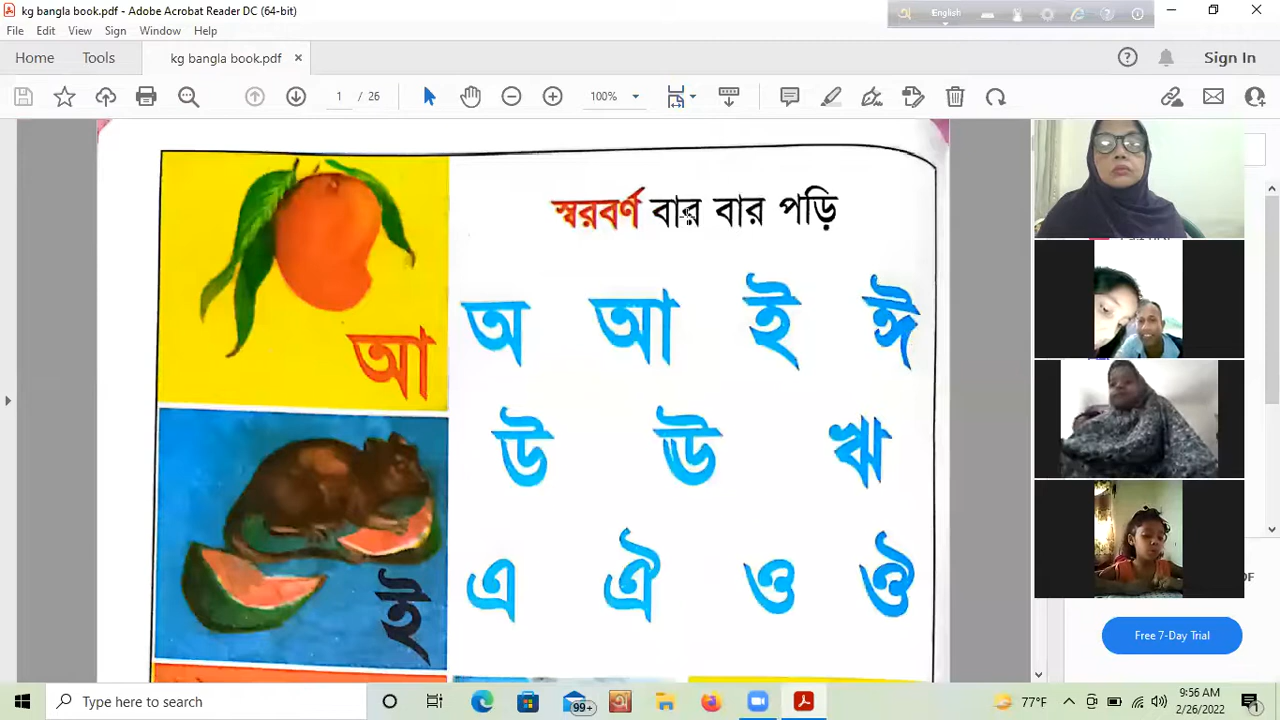 kg bangla book.pdf - Adobe Acrobat Reader DC (64-bit)
English
File Edit View Sign Window Help
Home Tools kg bangla book.pdf × Sign In
1 / 26 100%
স্বরবর্ণ বার বার পড়ি
আ
অ আ ই ঈ
উ ঊ ঋ
ই
এ ঐ ও ঔ
Free 7-Day Trial
Type here to search
99+
77°F
9:56 AM
2/26/2022